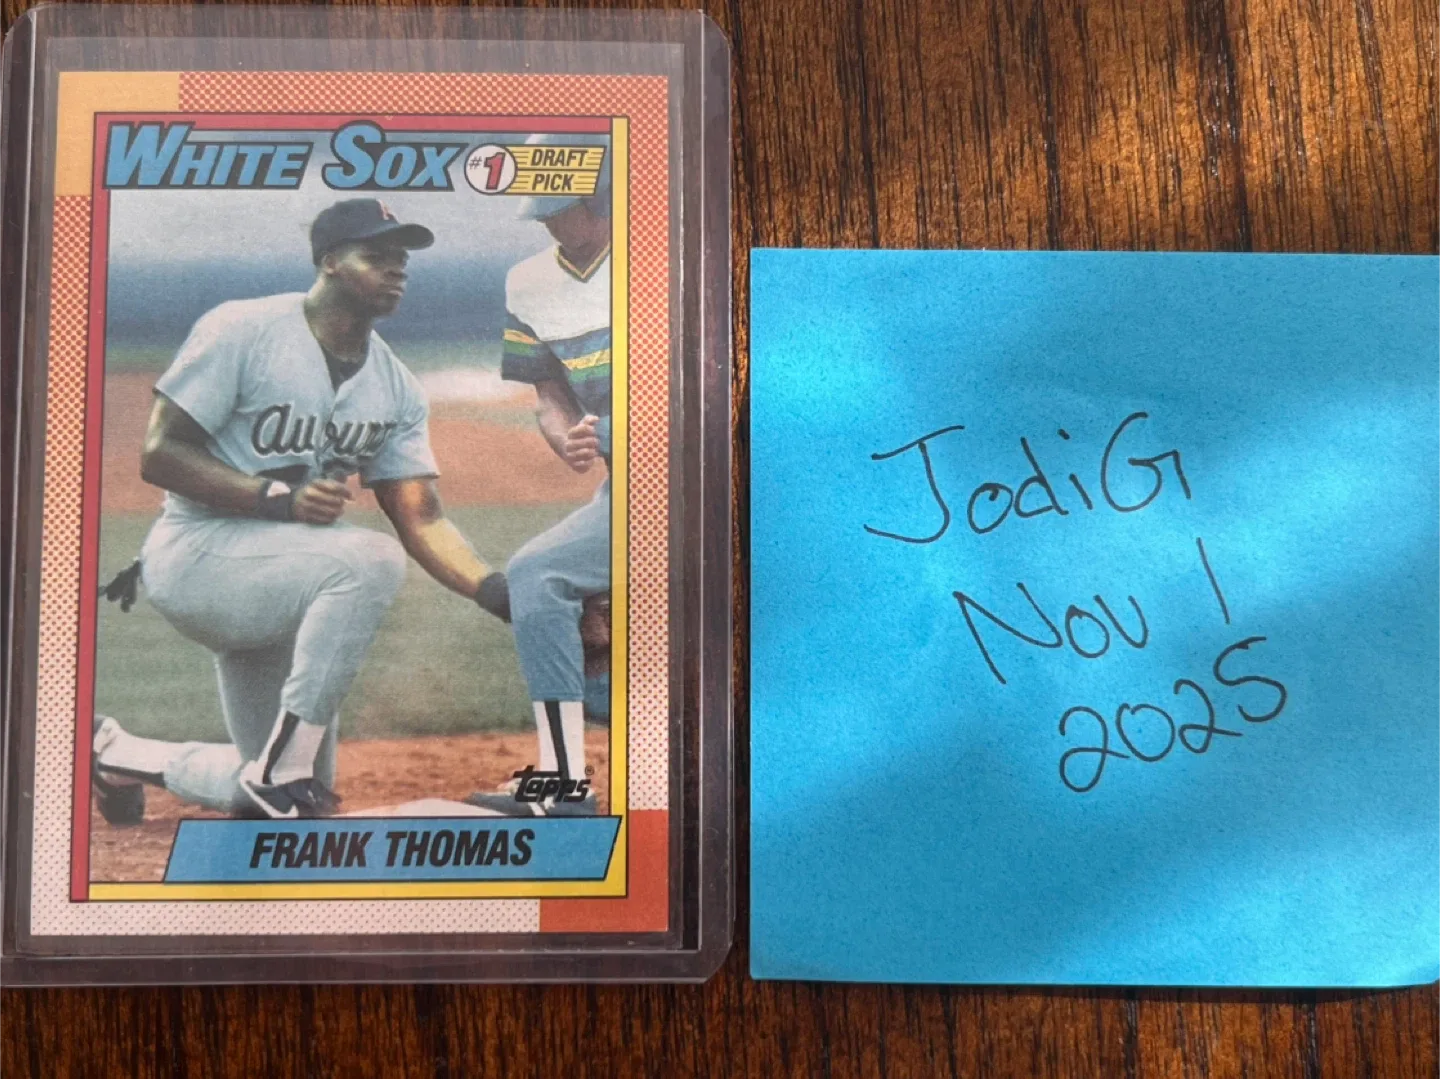 WHITE SOX #1 DRAFT PICK
Auburn
topps®
FRANK THOMAS
JodiG
Nov 1
2025